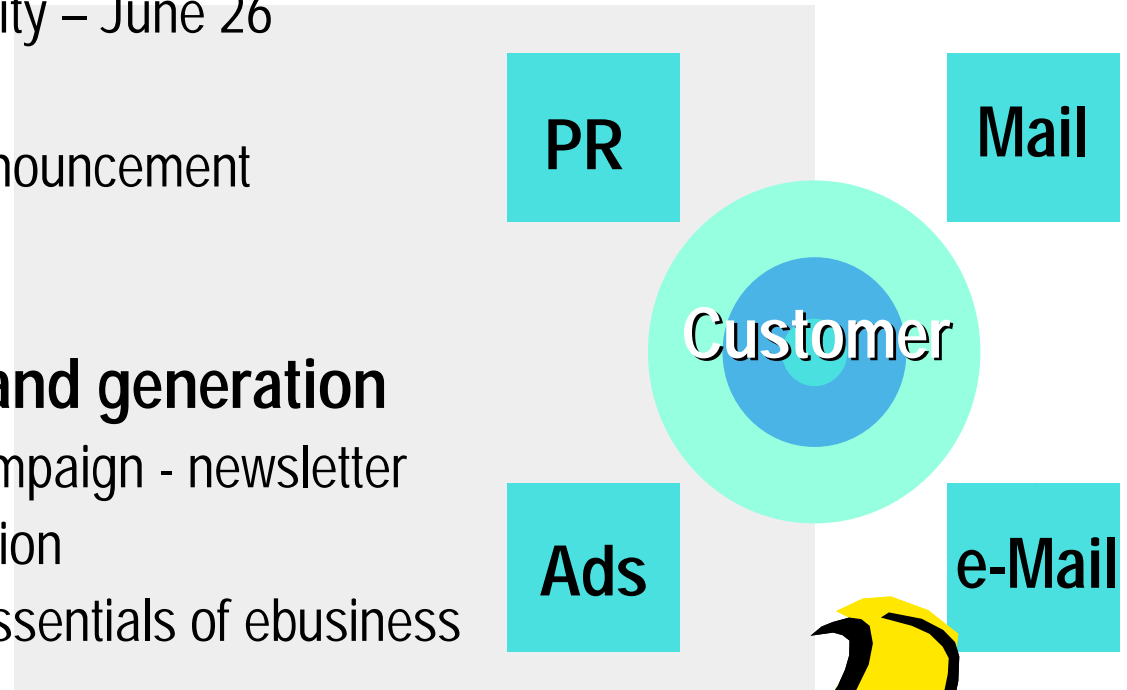 ity – June 26
nouncement
and generation
mpaign - newsletter
ion
ssentials of ebusiness
PR
Mail
Customer
Ads
e-Mail